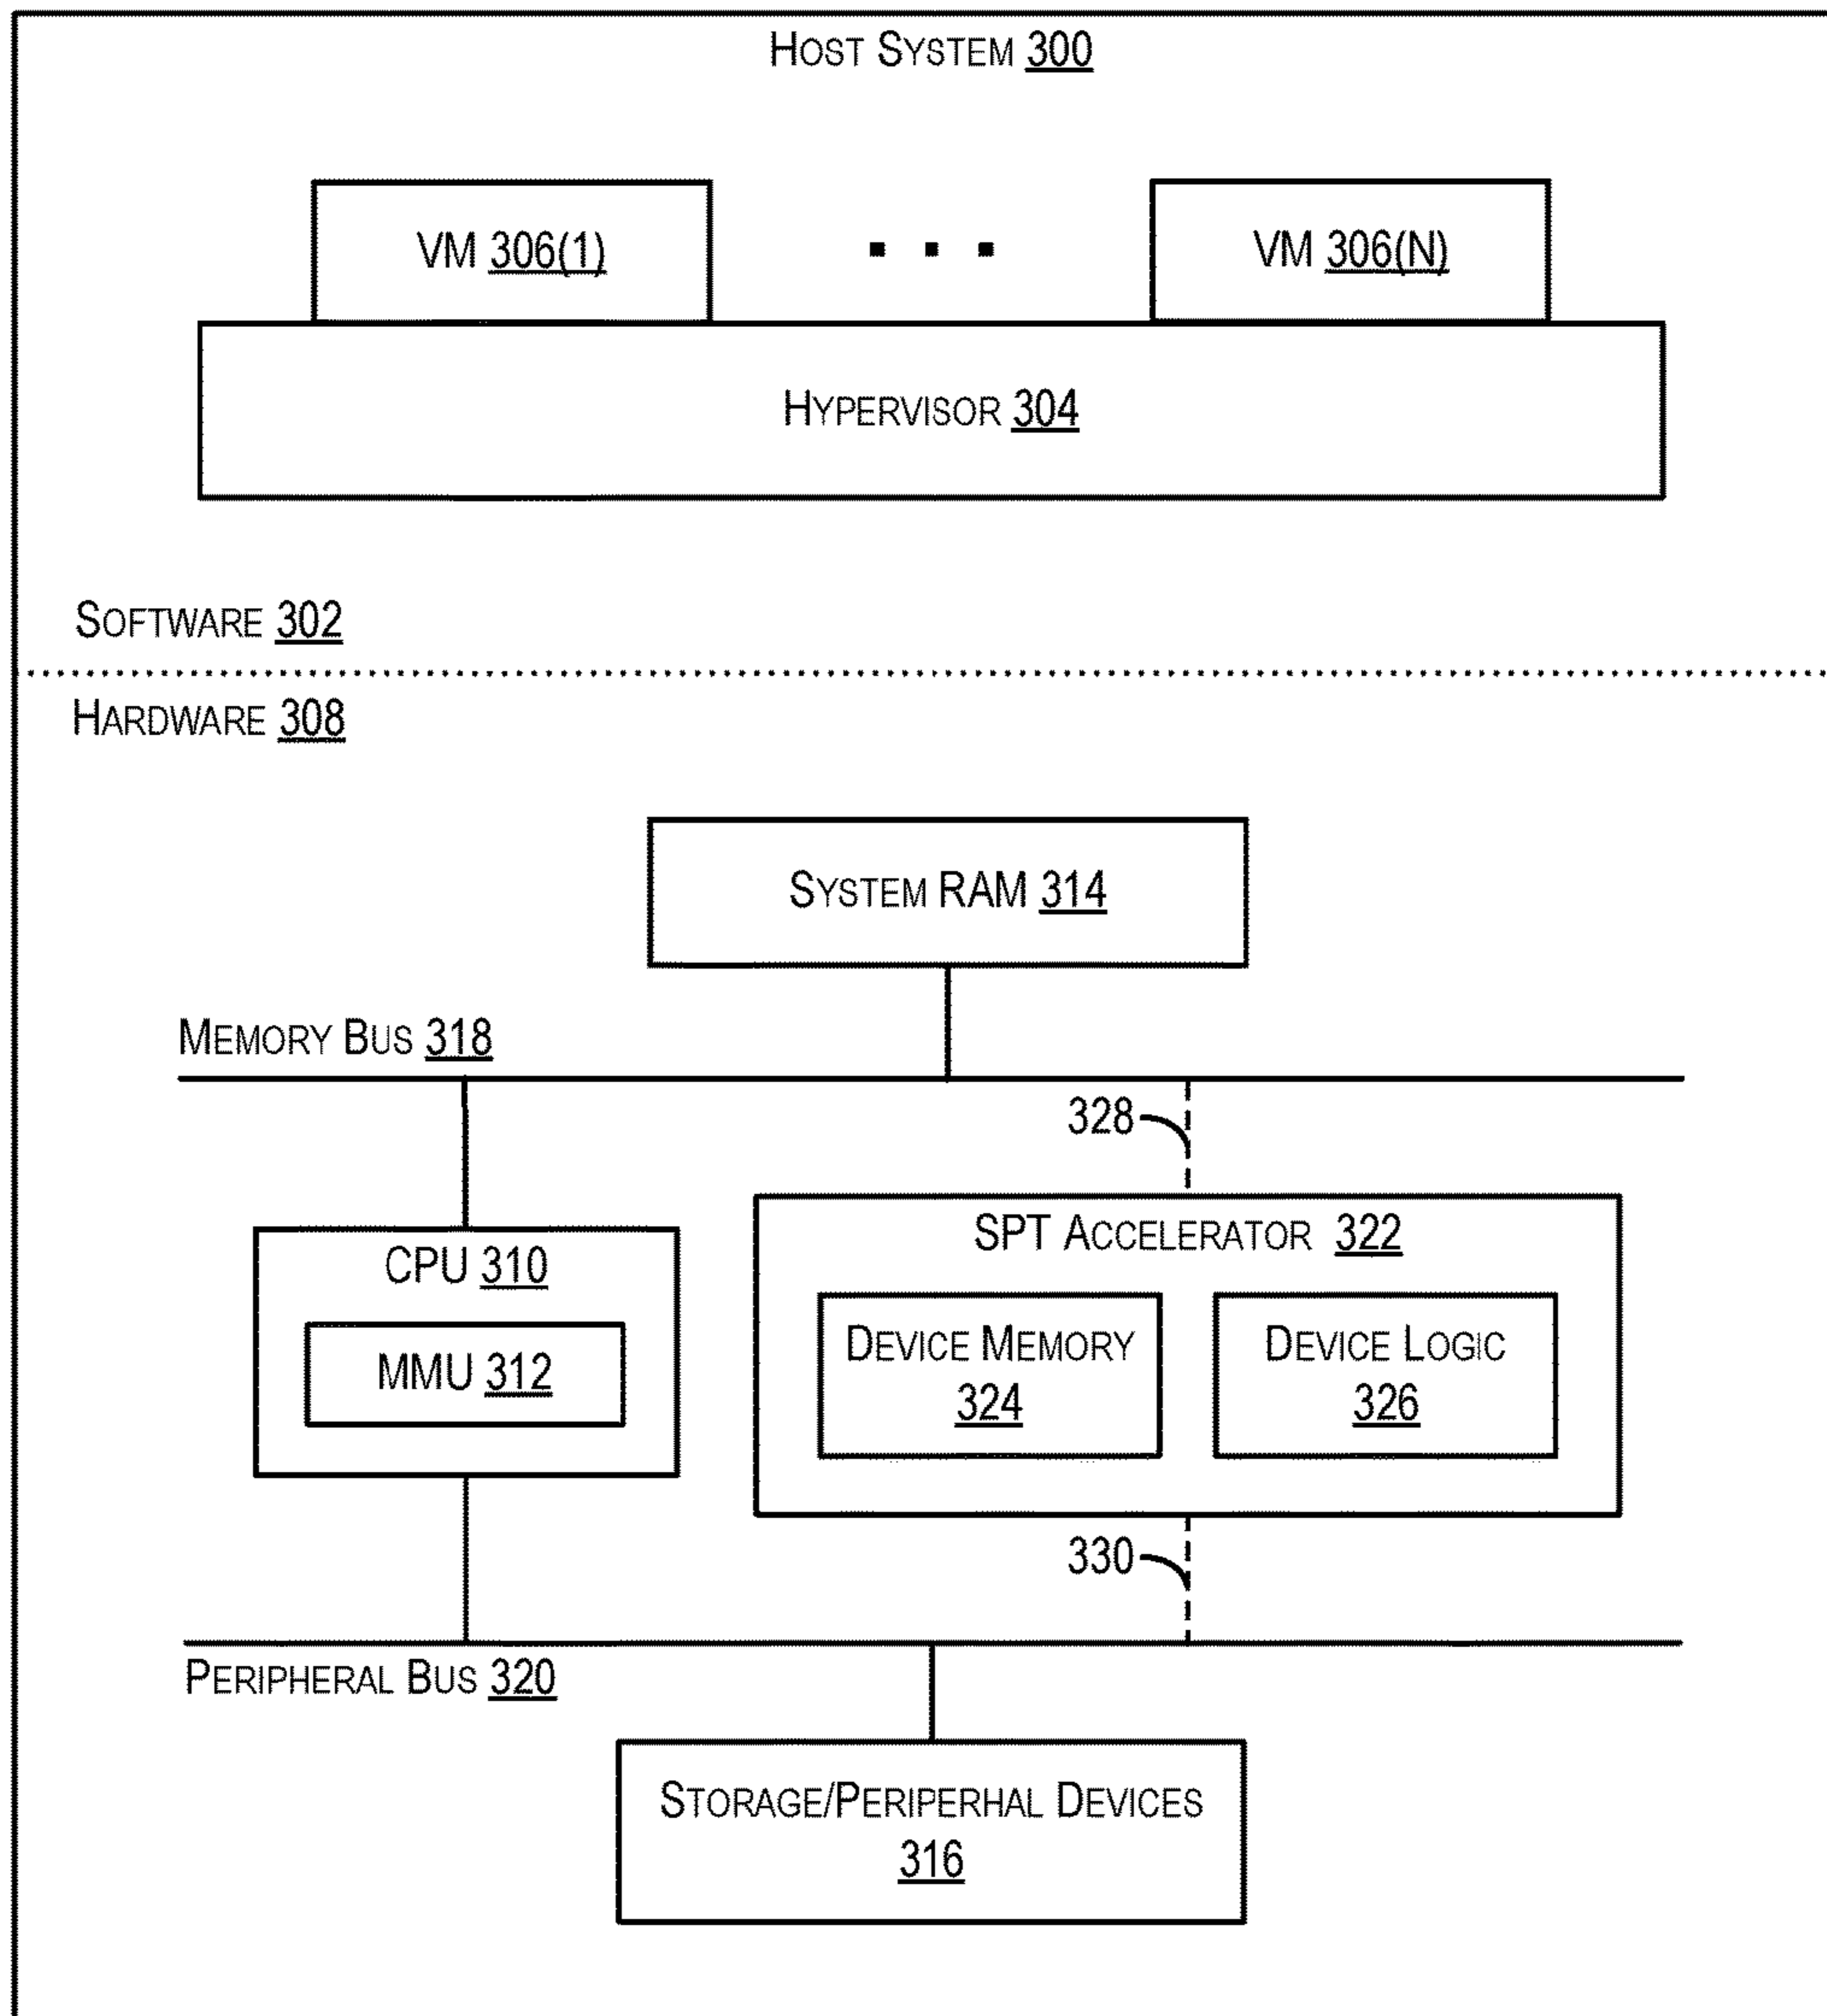 HOST SYSTEM 300
VM 306(1)
VM 306(N)
HYPERVISOR 304
SOFTWARE 302
HARDWARE 308
SYSTEM RAM 314
MEMORY BUS 318
328
SPT ACCELERATOR 322
CPU 310
DEVICE MEMORY
324
DEVICE LOGIC
326
MMU 312
330
PERIPHERAL BUS 320
STORAGE/PERIPERHAL DEVICES
316